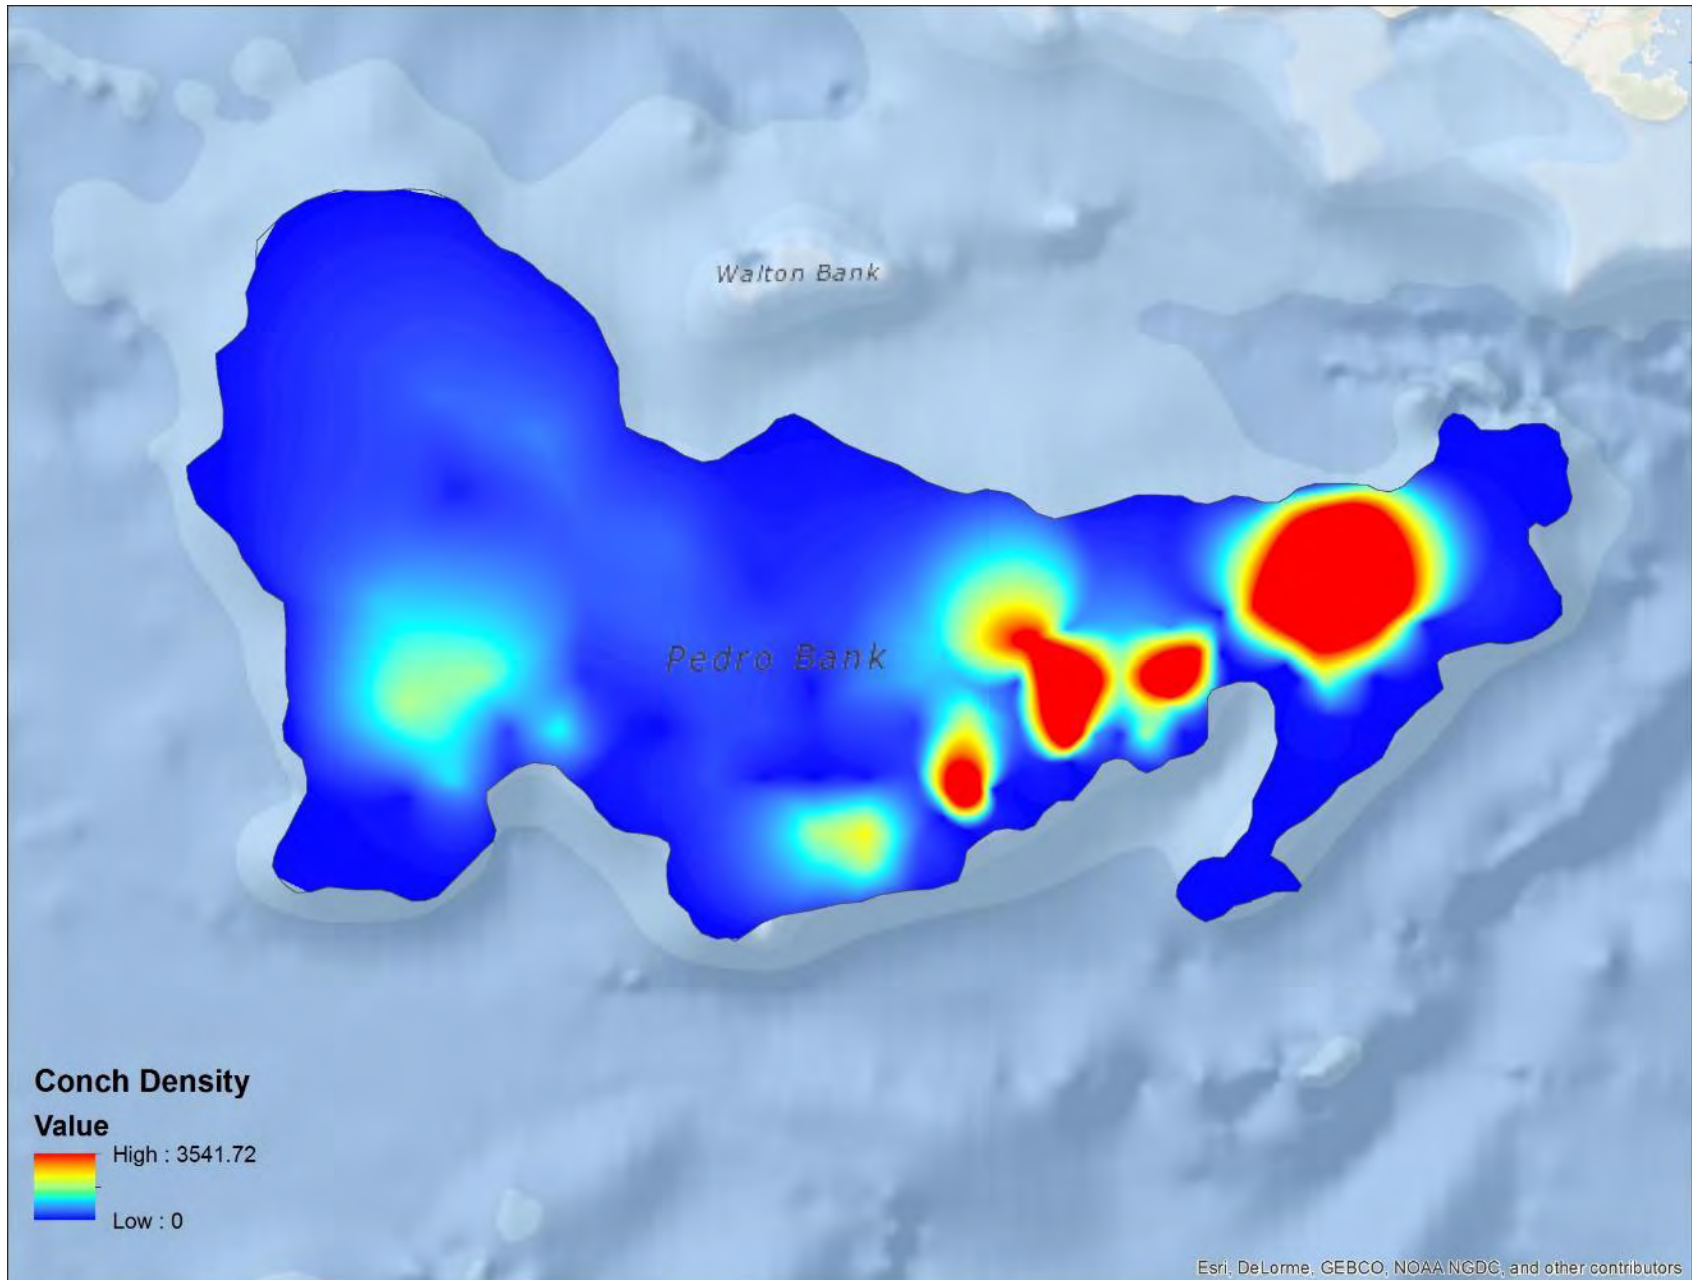 Walton Bank
Pedro Bank
Conch Density
Value
High : 3541.72
Low : 0
Esri, DeLorme, GEBCO, NOAA NGDC, and other contributors